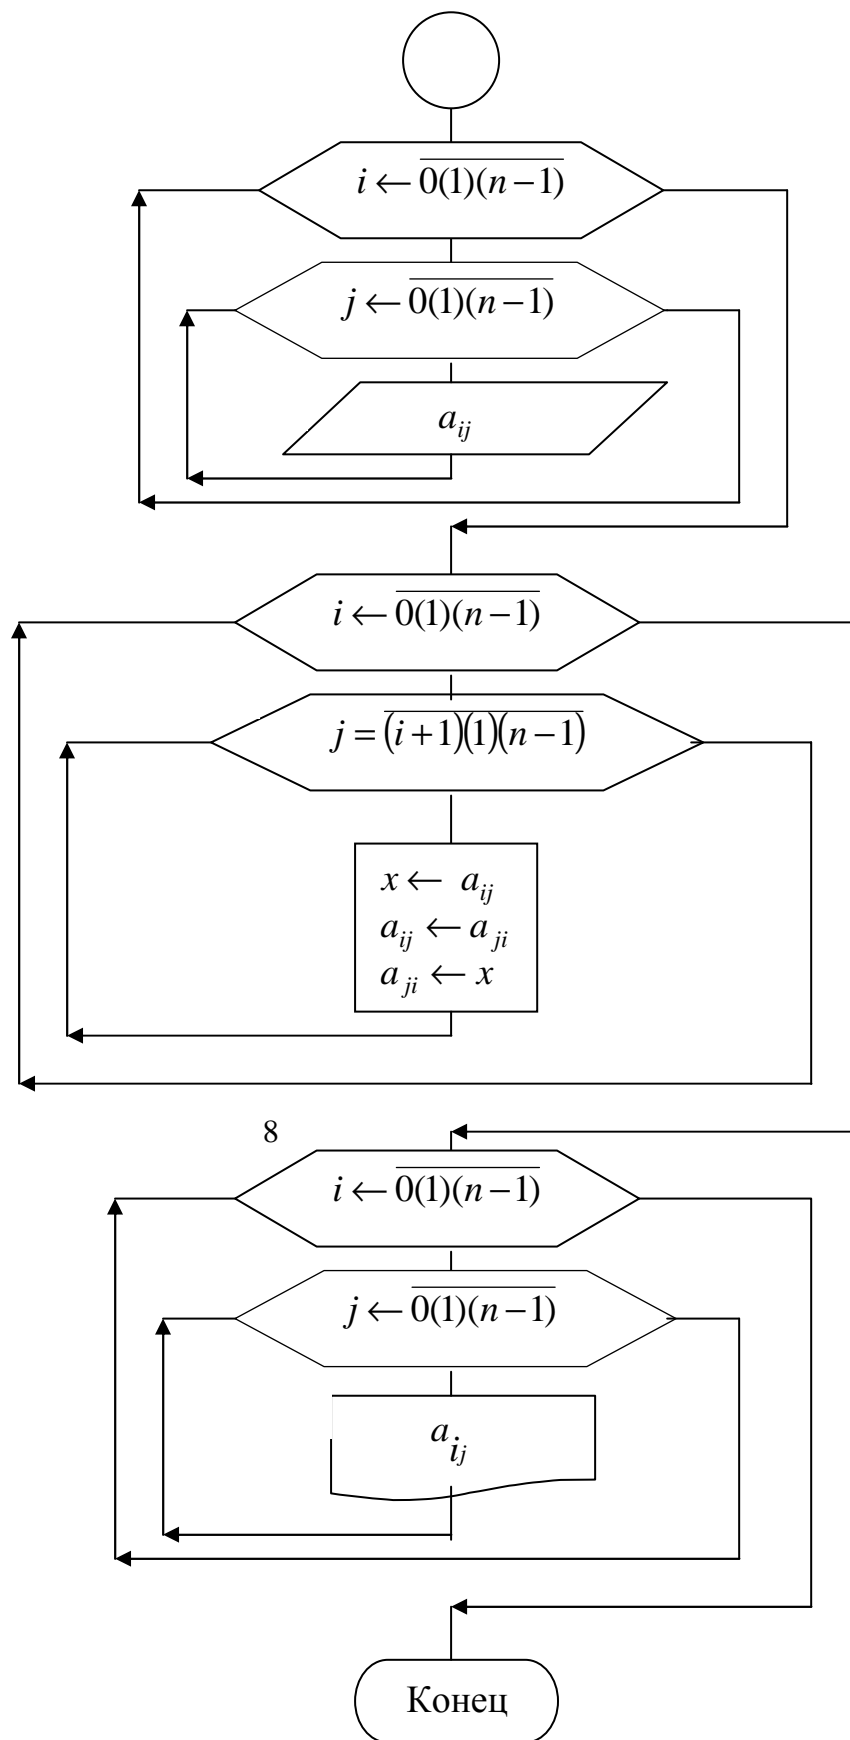 i ← 0(1)(n−1)
j ← 0(1)(n−1)
a_ij
i ← 0(1)(n−1)
j = (i+1)(1)(n−1)
x ← a_ij
a_ij ← a_ji
a_ji ← x
8
i ← 0(1)(n−1)
j ← 0(1)(n−1)
a_ij
Конец